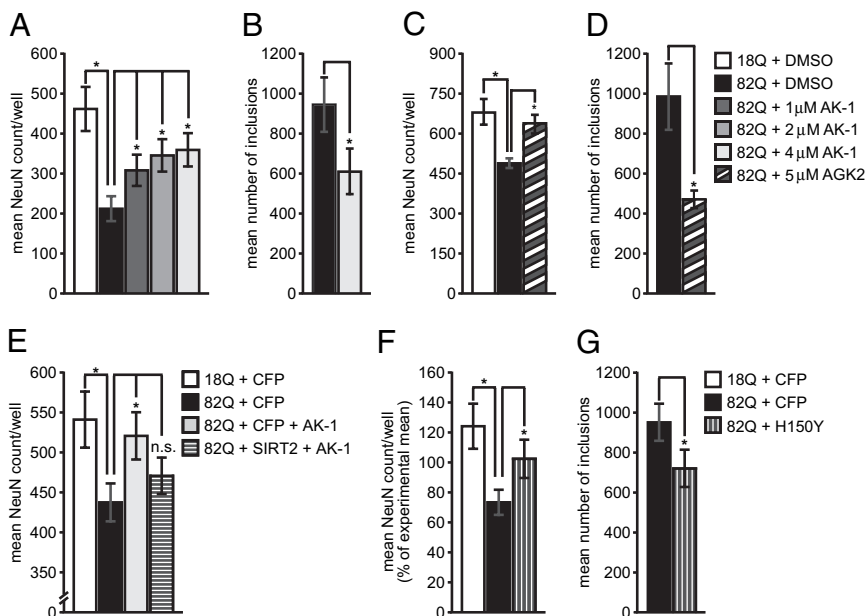 A
mean NeuN count/well
600
500
400
300
200
100
0
*
*
*
*
B
mean number of inclusions
1200
1000
800
600
400
200
0
*
C
mean NeuN count/well
900
750
600
450
300
150
0
*
*
D
mean number of inclusions
1200
1000
800
600
400
200
0
*
18Q + DMSO
82Q + DMSO
82Q + 1µM AK-1
82Q + 2µM AK-1
82Q + 4µM AK-1
82Q + 5µM AGK2
E
mean NeuN count/well
600
550
500
450
400
350
0
*
*
n.s.
18Q + CFP
82Q + CFP
82Q + CFP + AK-1
82Q + SIRT2 + AK-1
F
mean NeuN count/well
(% of experimental mean)
160
140
120
100
80
60
40
20
0
*
*
G
mean number of inclusions
1200
1000
800
600
400
200
0
*
18Q + CFP
82Q + CFP
82Q + H150Y